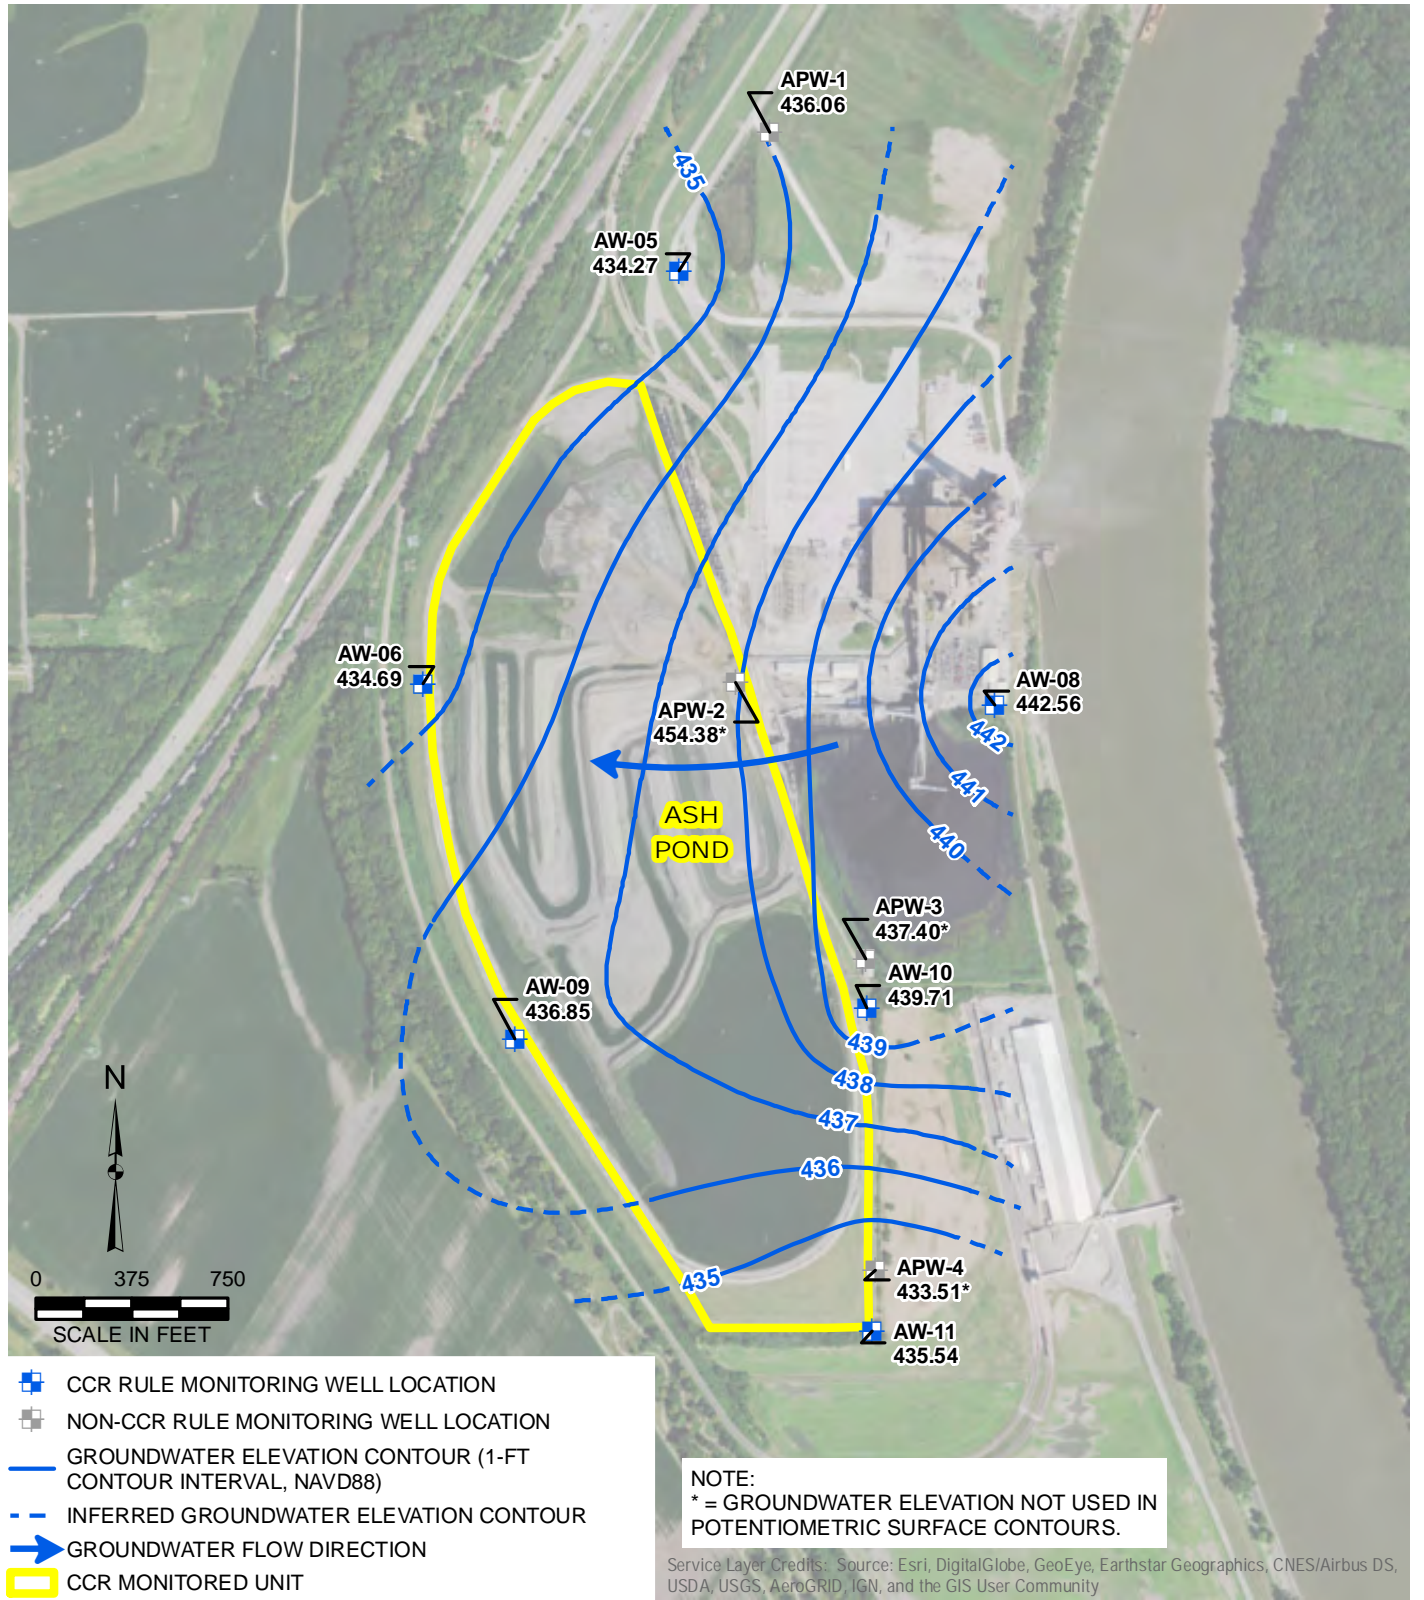 APW-1
436.06
435
AW-05
434.27
AW-06
434.69
AW-08
442.56
APW-2
454.38*
442
441
ASH
POND
440
APW-3
437.40*
AW-10
439.71
AW-09
436.85
439
438
437
436
N
435
APW-4
433.51*
0 375 750
SCALE IN FEET
AW-11
435.54
CCR RULE MONITORING WELL LOCATION
NON-CCR RULE MONITORING WELL LOCATION
GROUNDWATER ELEVATION CONTOUR (1-FT
CONTOUR INTERVAL, NAVD88)
INFERRED GROUNDWATER ELEVATION CONTOUR
GROUNDWATER FLOW DIRECTION
CCR MONITORED UNIT
NOTE:
* = GROUNDWATER ELEVATION NOT USED IN
POTENTIOMETRIC SURFACE CONTOURS.
Service Layer Credits: Source: Esri, DigitalGlobe, GeoEye, Earthstar Geographics, CNES/Airbus DS,
USDA, USGS, AeroGRID, IGN, and the GIS User Community